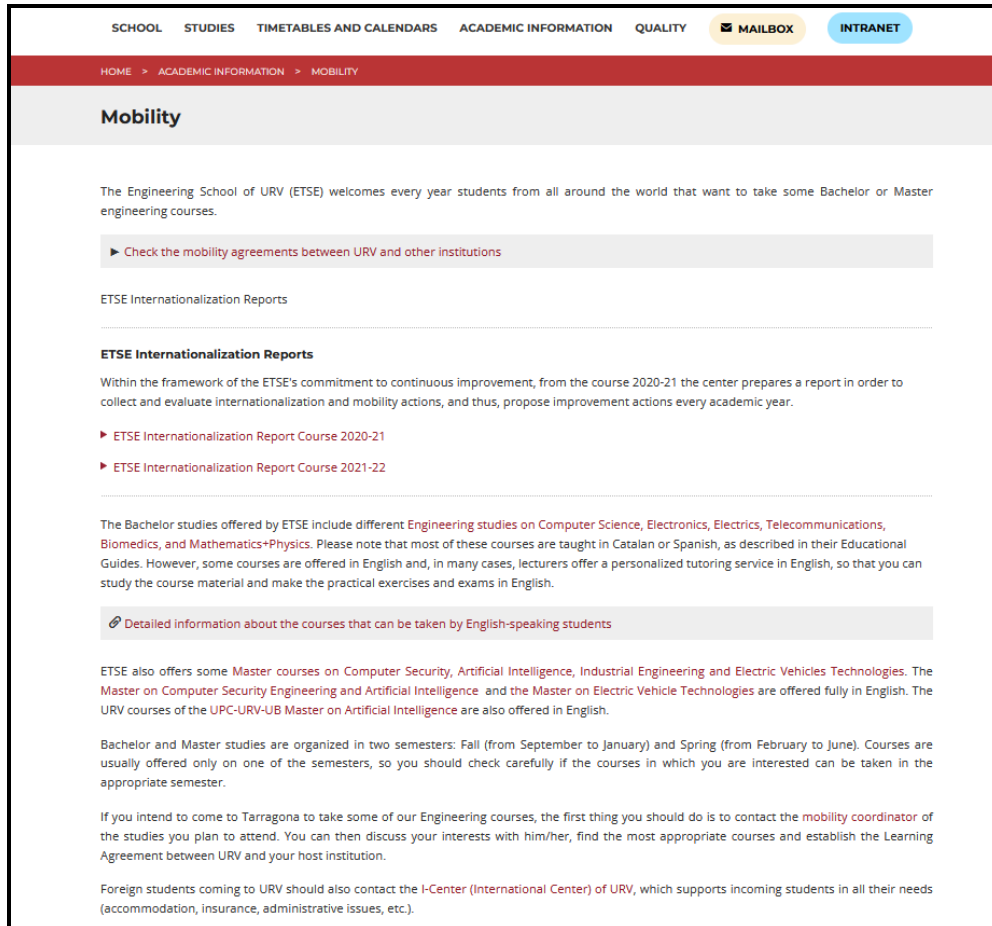 SCHOOL STUDIES TIMETABLES AND CALENDARS ACADEMIC INFORMATION QUALITY MAILBOX INTRANET
HOME > ACADEMIC INFORMATION > MOBILITY
Mobility
The Engineering School of URV (ETSE) welcomes every year students from all around the world that want to take some Bachelor or Master
engineering courses.
► Check the mobility agreements between URV and other institutions
ETSE Internationalization Reports
ETSE Internationalization Reports
Within the framework of the ETSE's commitment to continuous improvement, from the course 2020-21 the center prepares a report in order to
collect and evaluate internationalization and mobility actions, and thus, propose improvement actions every academic year.
ETSE Internationalization Report Course 2020-21
ETSE Internationalization Report Course 2021-22
The Bachelor studies offered by ETSE include different Engineering studies on Computer Science, Electronics, Electrics, Telecommunications,
Biomedics, and Mathematics+Physics. Please note that most of these courses are taught in Catalan or Spanish, as described in their Educational
Guides. However, some courses are offered in English and, in many cases, lecturers offer a personalized tutoring service in English, so that you can
study the course material and make the practical exercises and exams in English.
Detailed information about the courses that can be taken by English-speaking students
ETSE also offers some Master courses on Computer Security, Artificial Intelligence, Industrial Engineering and Electric Vehicles Technologies. The
Master on Computer Security Engineering and Artificial Intelligence and the Master on Electric Vehicle Technologies are offered fully in English. The
URV courses of the UPC-URV-UB Master on Artificial Intelligence are also offered in English.
Bachelor and Master studies are organized in two semesters: Fall (from September to January) and Spring (from February to June). Courses are
usually offered only on one of the semesters, so you should check carefully if the courses in which you are interested can be taken in the
appropriate semester.
If you intend to come to Tarragona to take some of our Engineering courses, the first thing you should do is to contact the mobility coordinator of
the studies you plan to attend. You can then discuss your interests with him/her, find the most appropriate courses and establish the Learning
Agreement between URV and your host institution.
Foreign students coming to URV should also contact the I-Center (International Center) of URV, which supports incoming students in all their needs
(accommodation, insurance, administrative issues, etc.).